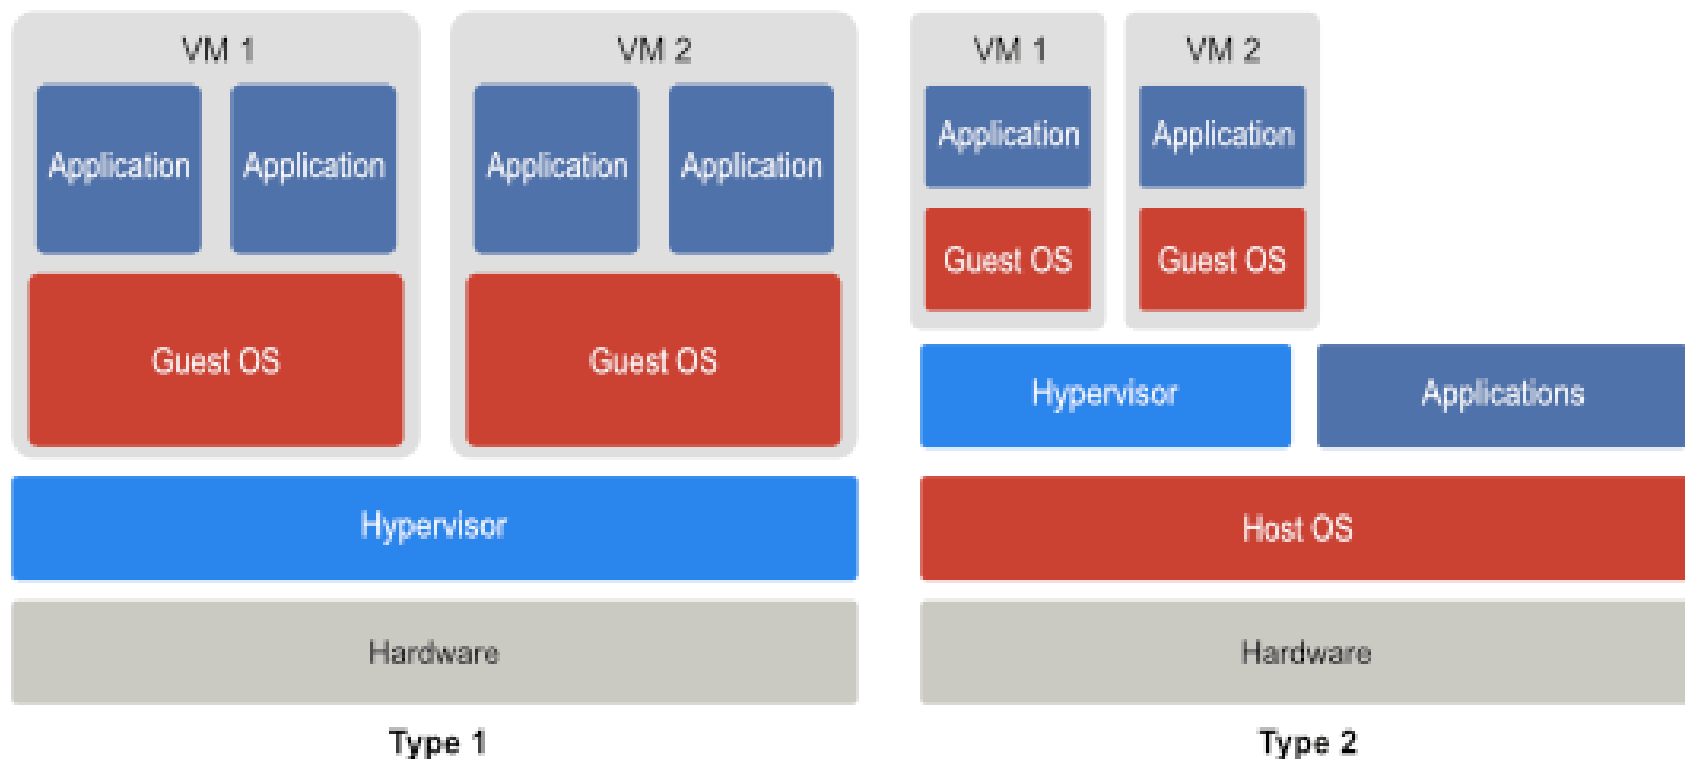 VM 1
VM 2
Application
Application
Application
Application
Guest OS
Guest OS
Hypervisor
Hardware
Type 1
VM 1
VM 2
Application
Application
Guest OS
Guest OS
Hypervisor
Applications
Host OS
Hardware
Type 2